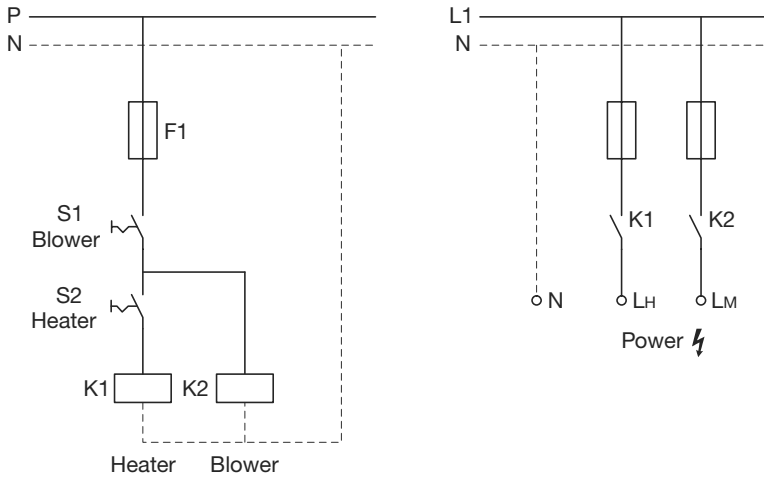 P
N
F1
S1
Blower
S2
Heater
K1
K2
Heater
Blower
L1
N
K1
K2
N
LH
LM
Power